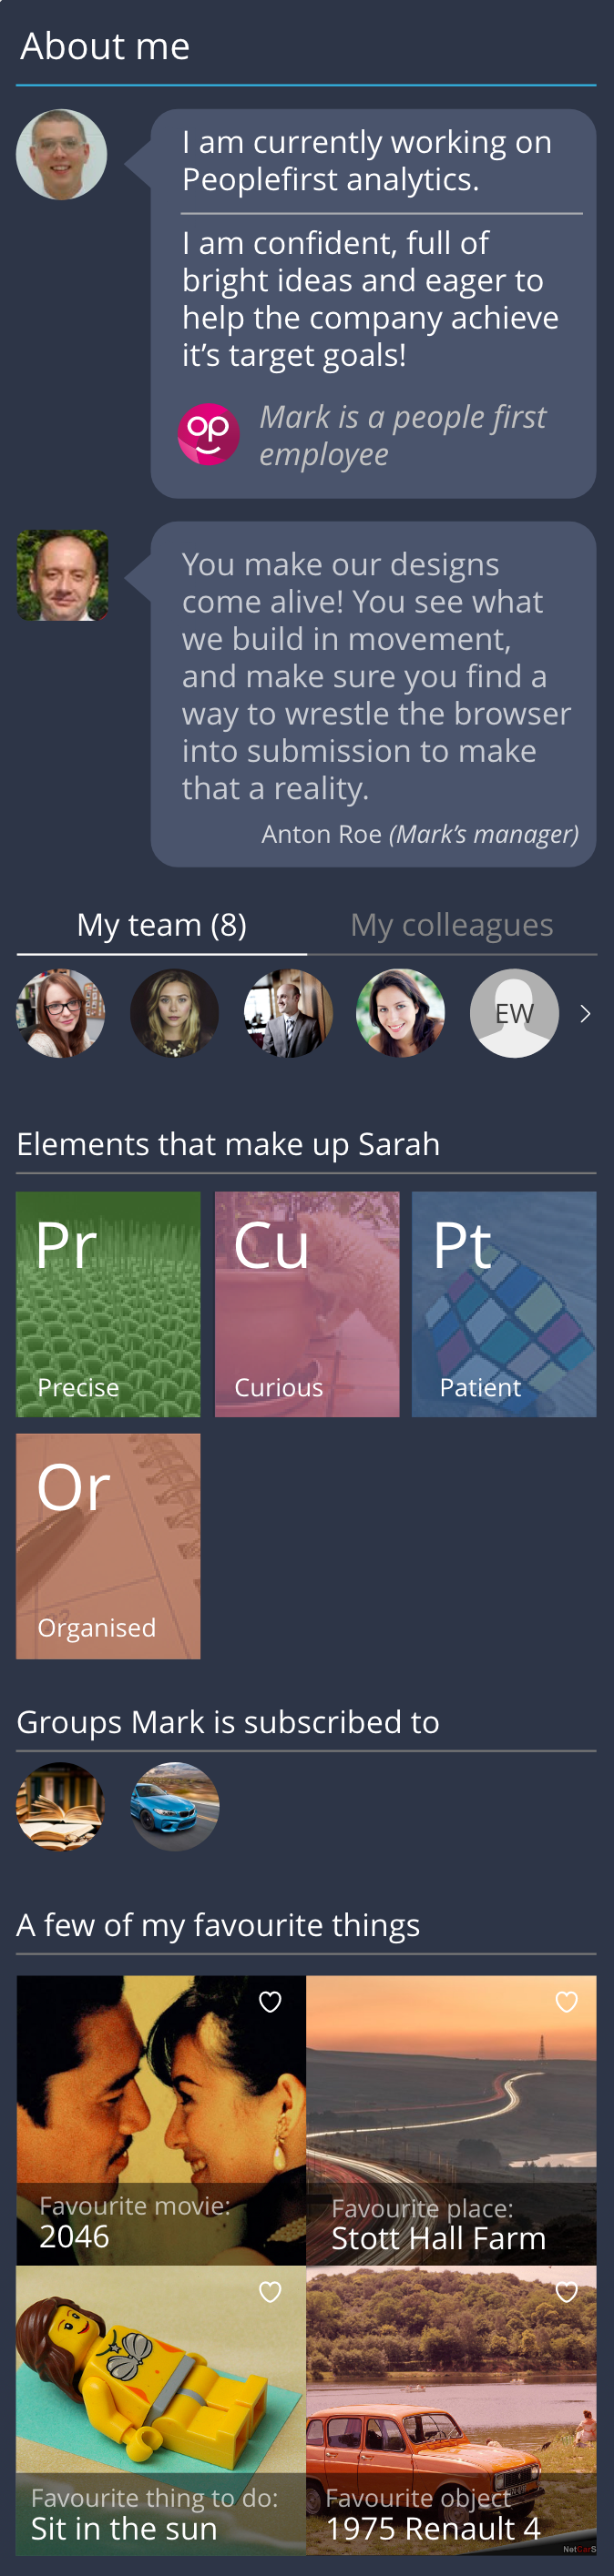 About me
I am currently working on
Peoplefirst analytics.
I am confident, full of
bright ideas and eager to
help the company achieve
it’s target goals!
op
Mark is a people first
employee
You make our designs
come alive! You see what
we build in movement,
and make sure you find a
way to wrestle the browser
into submission to make
that a reality.
Anton Roe (Mark’s manager)
My team (8)
My colleagues
EW
Elements that make up Sarah
Pr
Cu
Pt
Precise
Curious
Patient
Or
Organised
Groups Mark is subscribed to
A few of my favourite things
Favourite movie:
2046
Favourite place:
Stott Hall Farm
Favourite thing to do:
Sit in the sun
Favourite object
1975 Renault 4
NetCarS